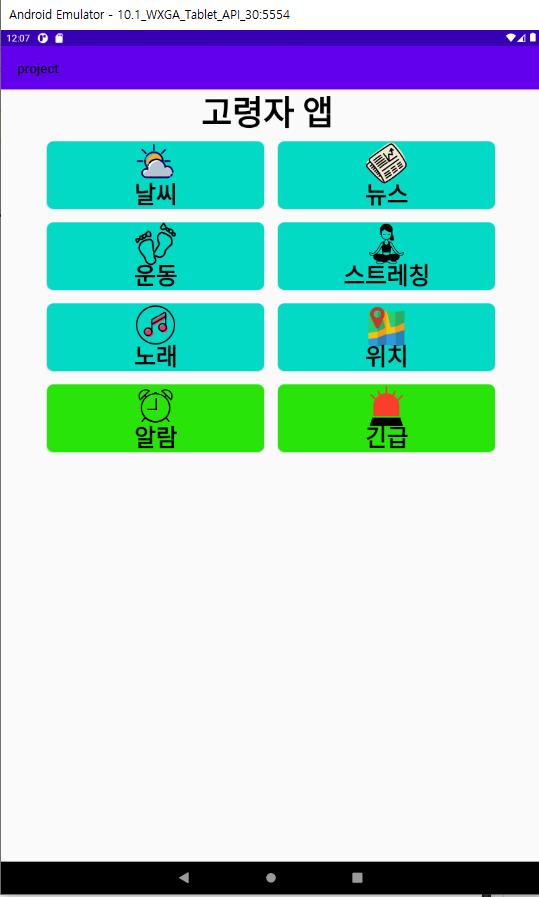 Android Emulator - 10.1_WXGA_Tablet_API_30:5554
12:07
project
고령자 앱
날씨
뉴스
운동
스트레칭
노래
위치
알람
긴급